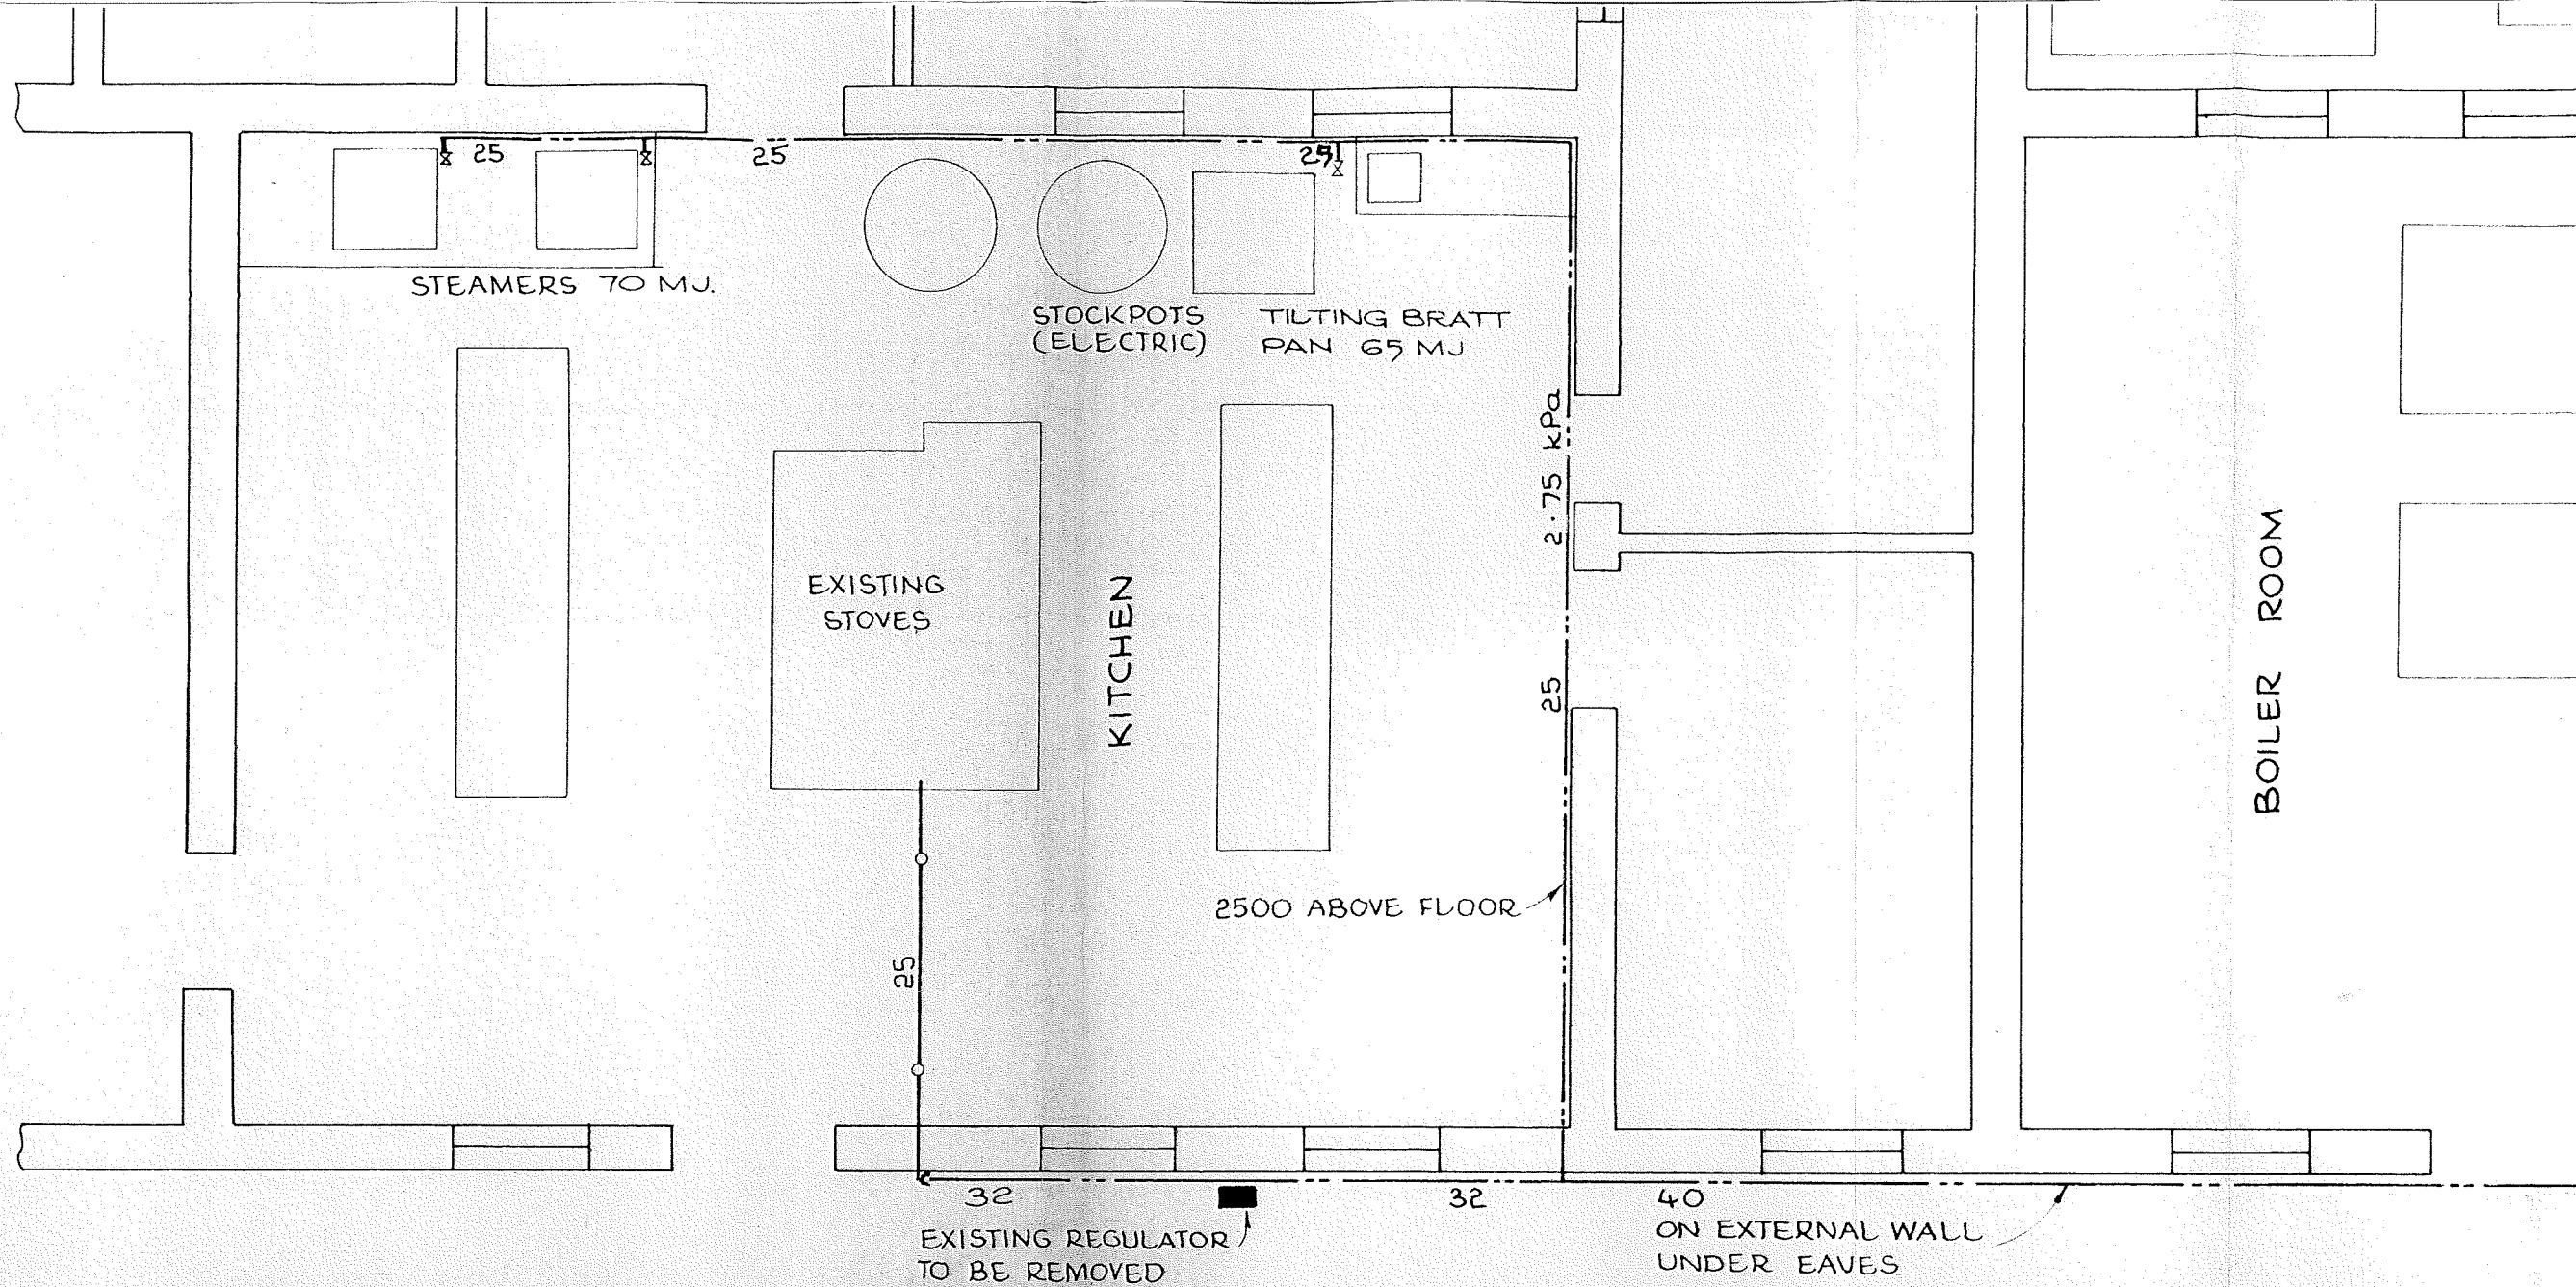 25
25
25
STEAMERS 70 MJ.
STOCKPOTS
(ELECTRIC)
TILTING BRATT
PAN 65 MJ
2.75 kPa
EXISTING
STOVES
KITCHEN
BOILER ROOM
25
2500 ABOVE FLOOR
25
32
32
40
EXISTING REGULATOR
TO BE REMOVED
ON EXTERNAL WALL
UNDER EAVES